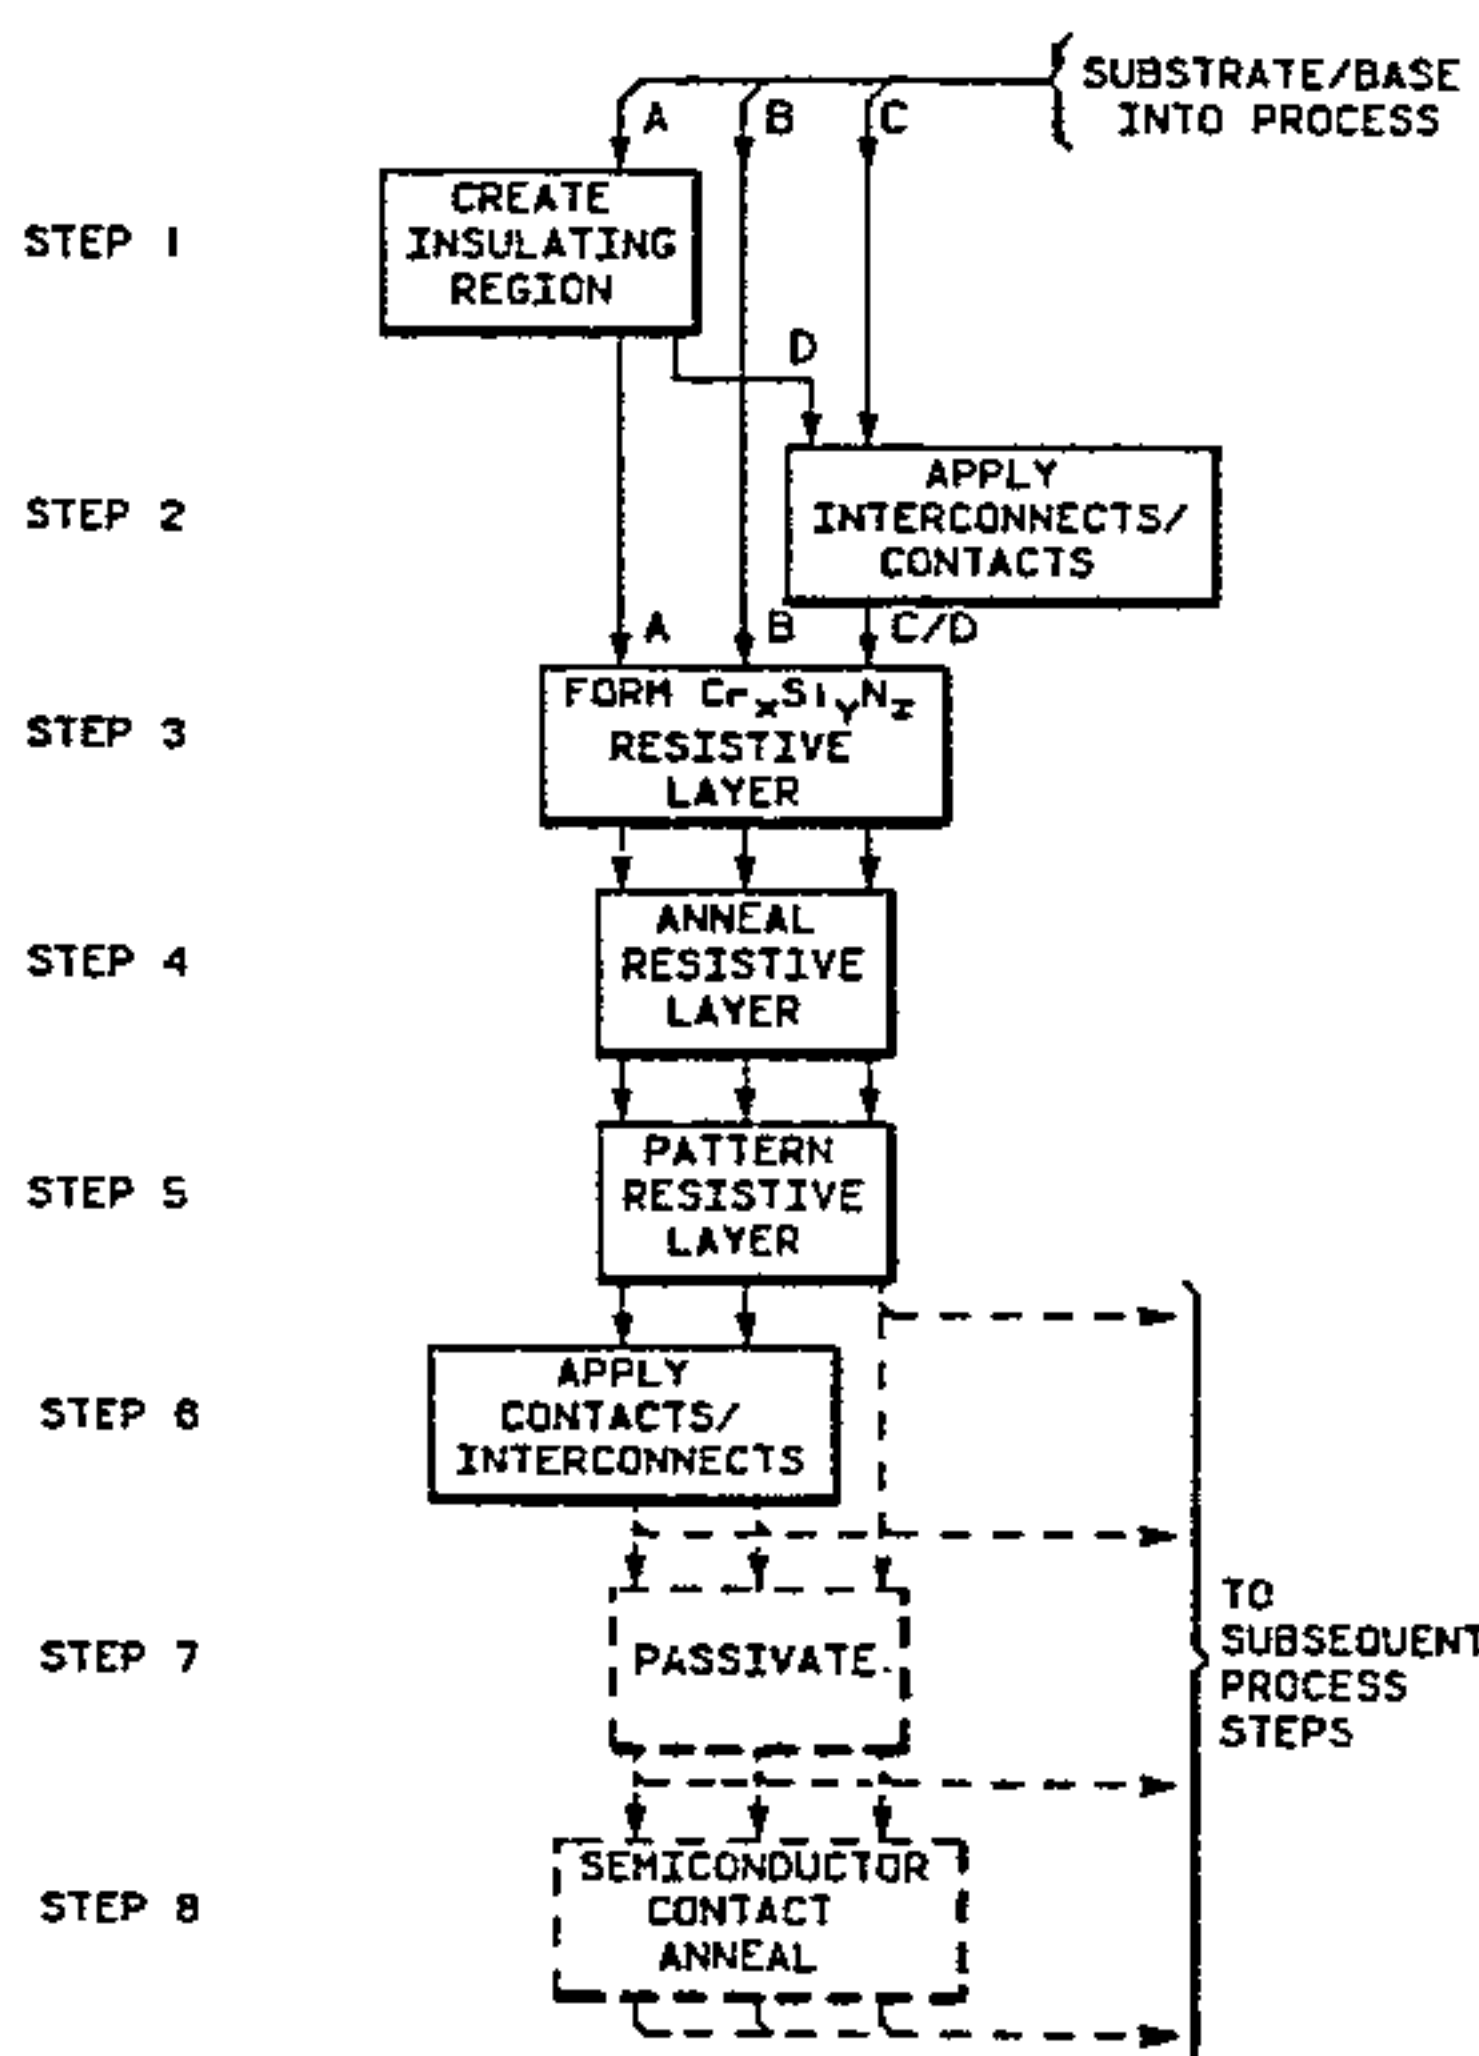 SUBSTRATE/BASE
INTO PROCESS
A
B
C
STEP 1
CREATE
INSULATING
REGION
D
STEP 2
APPLY
INTERCONNECTS/
CONTACTS
A
B
C/D
STEP 3
FORM CrXSiYNZ
RESISTIVE
LAYER
STEP 4
ANNEAL
RESISTIVE
LAYER
STEP 5
PATTERN
RESISTIVE
LAYER
STEP 6
APPLY
CONTACTS/
INTERCONNECTS
STEP 7
PASSIVATE
TO
SUBSEQUENT
PROCESS
STEPS
STEP 8
SEMICONDUCTOR
CONTACT
ANNEAL